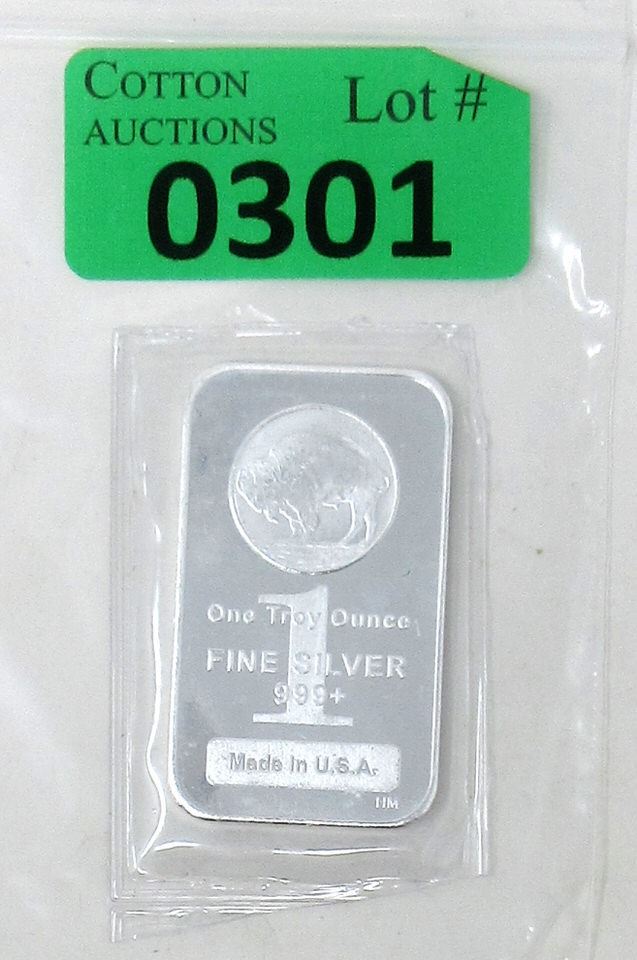 COTTON
AUCTIONS
Lot #
0301
One Troy Ounce
1
FINE SILVER
999+
Made In U.S.A.
HM